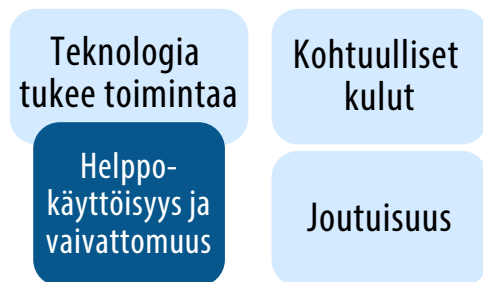 Teknologia
tukee toimintaa
Kohtuulliset
kulut
Helppo-
käyttöisyys ja
vaivattomuus
Joutuisuus